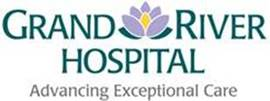 GRAND RIVER
HOSPITAL
Advancing Exceptional Care